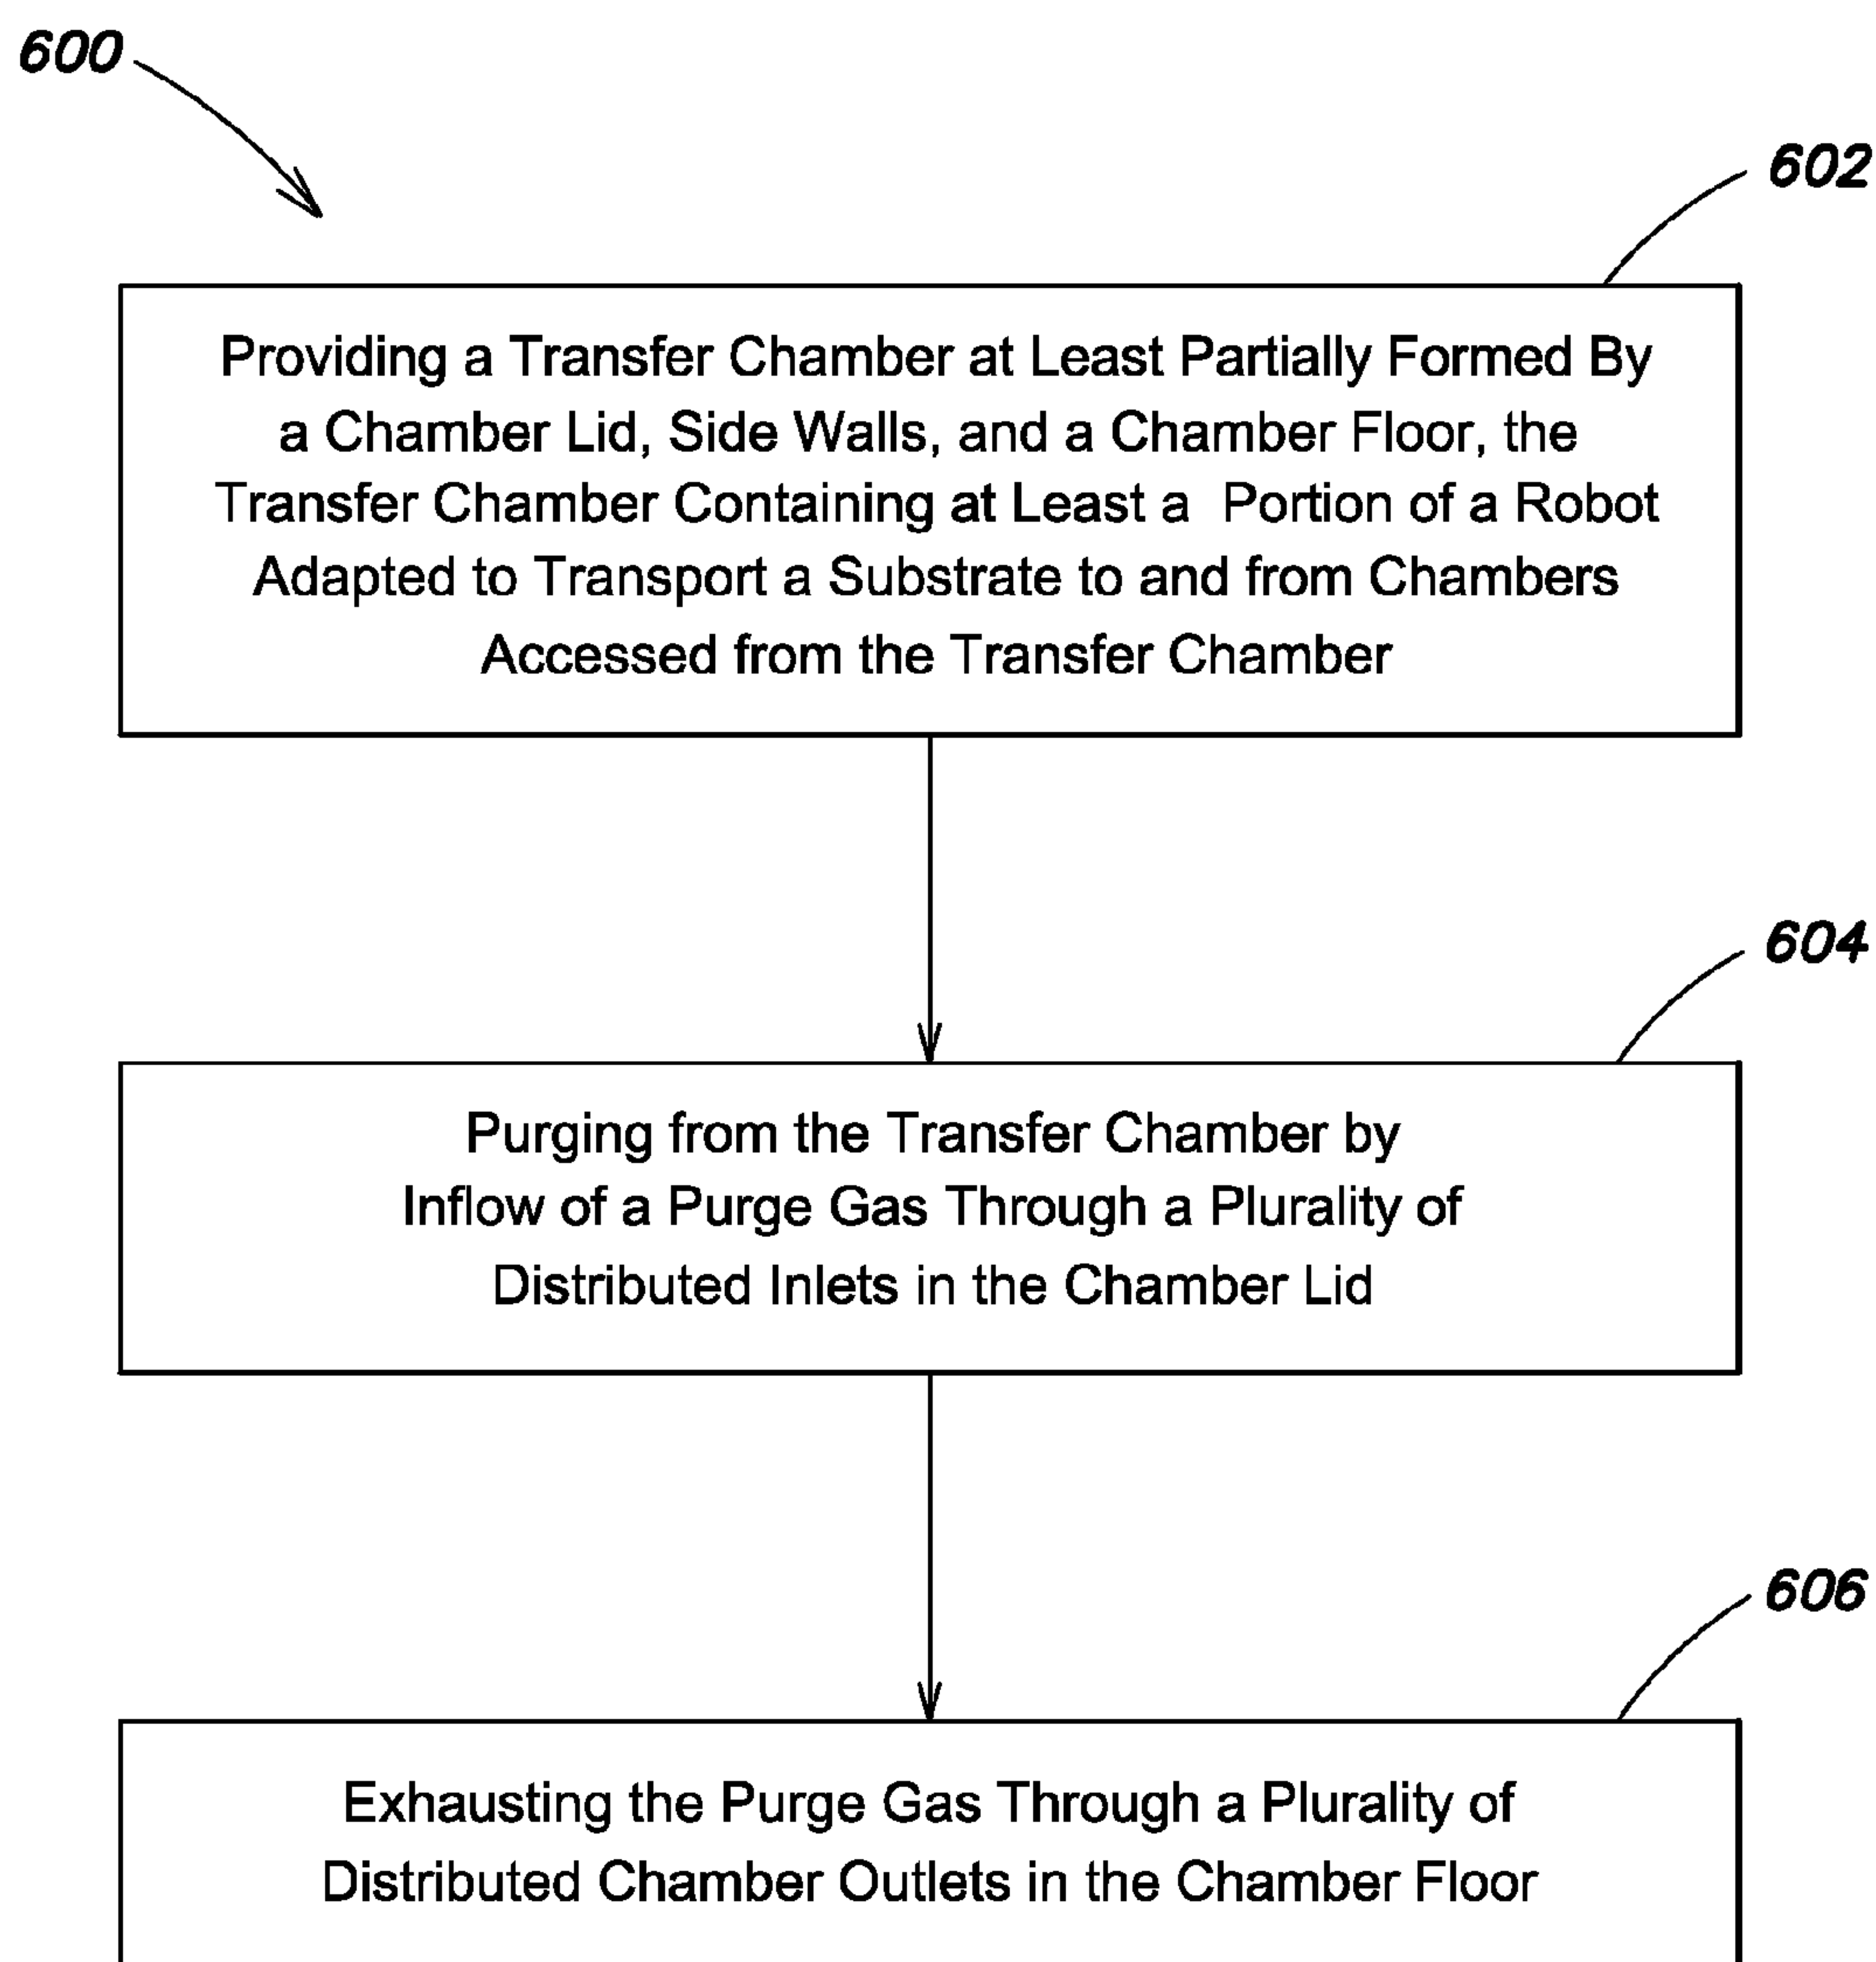 600
602
Providing a Transfer Chamber at Least Partially Formed By
a Chamber Lid, Side Walls, and a Chamber Floor, the
Transfer Chamber Containing at Least a Portion of a Robot
Adapted to Transport a Substrate to and from Chambers
Accessed from the Transfer Chamber
604
Purging from the Transfer Chamber by
Inflow of a Purge Gas Through a Plurality of
Distributed Inlets in the Chamber Lid
606
Exhausting the Purge Gas Through a Plurality of
Distributed Chamber Outlets in the Chamber Floor